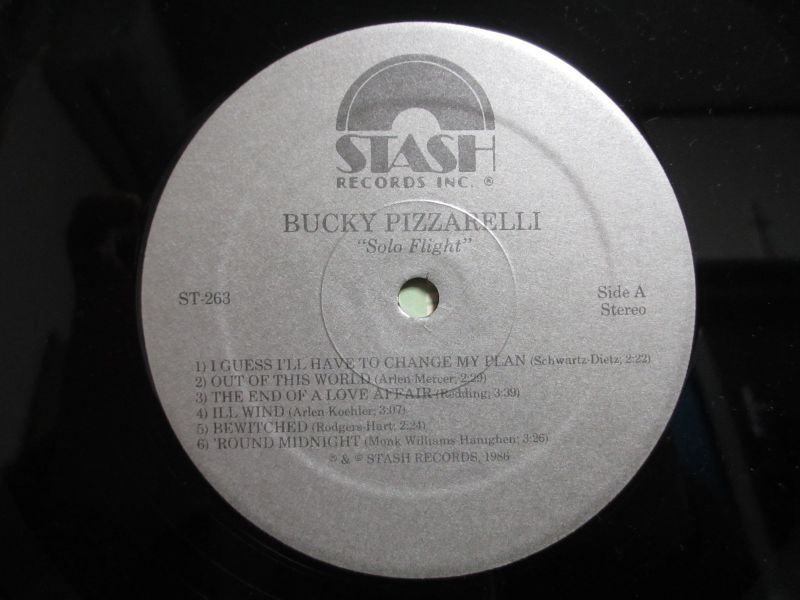 STASH
RECORDS INC. ®
BUCKY PIZZARELLI
"Solo Flight"
ST-263
Side A
Stereo
1) I GUESS I'LL HAVE TO CHANGE MY PLAN (Schwartz-Dietz; 2:22)
2) OUT OF THIS WORLD (Arlen-Mercer; 2:29)
3) THE END OF A LOVE AFFAIR (Redding; 3:39)
4) ILL WIND (Arlen Koehler; 3:07)
5) BEWITCHED (Rodgers-Hart; 2:24)
6) 'ROUND MIDNIGHT (Monk Williams Hanighen; 3:26)
℗ & © STASH RECORDS, 1986